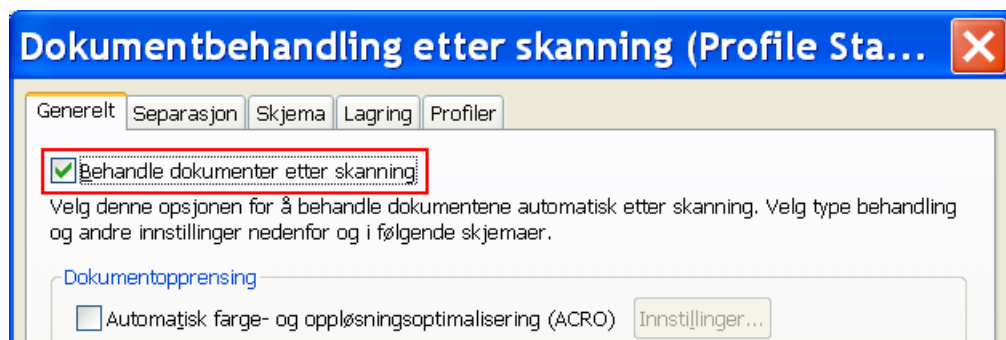 Dokumentbehandling etter skanning (Profile Sta...
Generelt Separasjon Skjema Lagring Profiler
Behandle dokumenter etter skanning
Velg denne opsjonen for å behandle dokumentene automatisk etter skanning. Velg type behandling
og andre innstillinger nedenfor og i følgende skjemaer.
Dokumentopprensing
Automatisk farge- og oppløsningsoptimalisering (ACRO) Innstillinger...